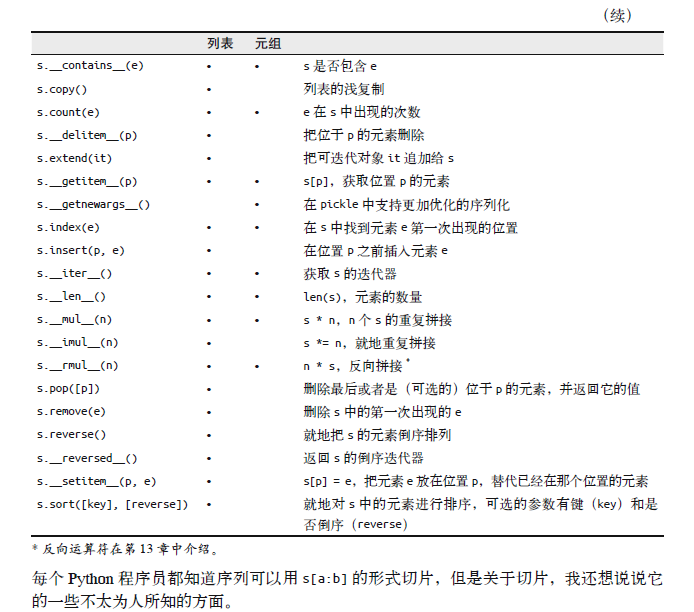 （续）
列表 元组
s.__contains__(e) • • s 是否包含 e
s.copy() • 列表的浅复制
s.count(e) • • e 在 s 中出现的次数
s.__delitem__(p) • 把位于 p 的元素删除
s.extend(it) • 把可迭代对象 it 追加给 s
s.__getitem__(p) • • s[p]，获取位置 p 的元素
s.__getnewargs__() • 在 pickle 中支持更加优化的序列化
s.index(e) • • 在 s 中找到元素 e 第一次出现的位置
s.insert(p, e) • 在位置 p 之前插入元素 e
s.__iter__() • • 获取 s 的迭代器
s.__len__() • • len(s)，元素的数量
s.__mul__(n) • • s * n，n 个 s 的重复拼接
s.__imul__(n) • s *= n，就地重复拼接
s.__rmul__(n) • • n * s，反向拼接 *
s.pop([p]) • 删除最后或者是（可选的）位于 p 的元素，并返回它的值
s.remove(e) • 删除 s 中的第一次出现的 e
s.reverse() • 就地把 s 的元素倒序排列
s.__reversed__() • 返回 s 的倒序迭代器
s.__setitem__(p, e) • s[p] = e，把元素 e 放在位置 p，替代已经在那个位置的元素
s.sort([key], [reverse]) • 就地对 s 中的元素进行排序，可选的参数有键（key）和是
否倒序（reverse）
* 反向运算符在第 13 章中介绍。
每个 Python 程序员都知道序列可以用 s[a:b] 的形式切片，但是关于切片，我还想说说它
的一些不太为人所知的方面。